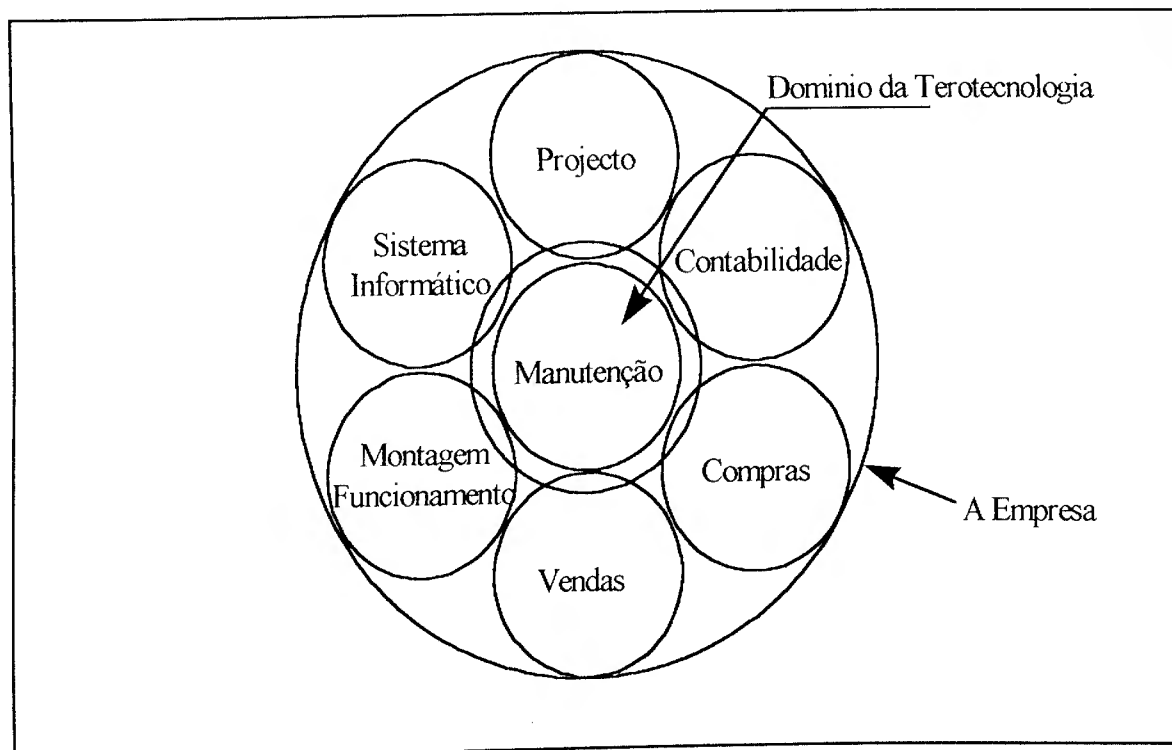 Dominio da Terotecnologia
Projecto
Sistema
Informático
Contabilidade
Manutenção
Montagem
Funcionamento
Compras
A Empresa
Vendas